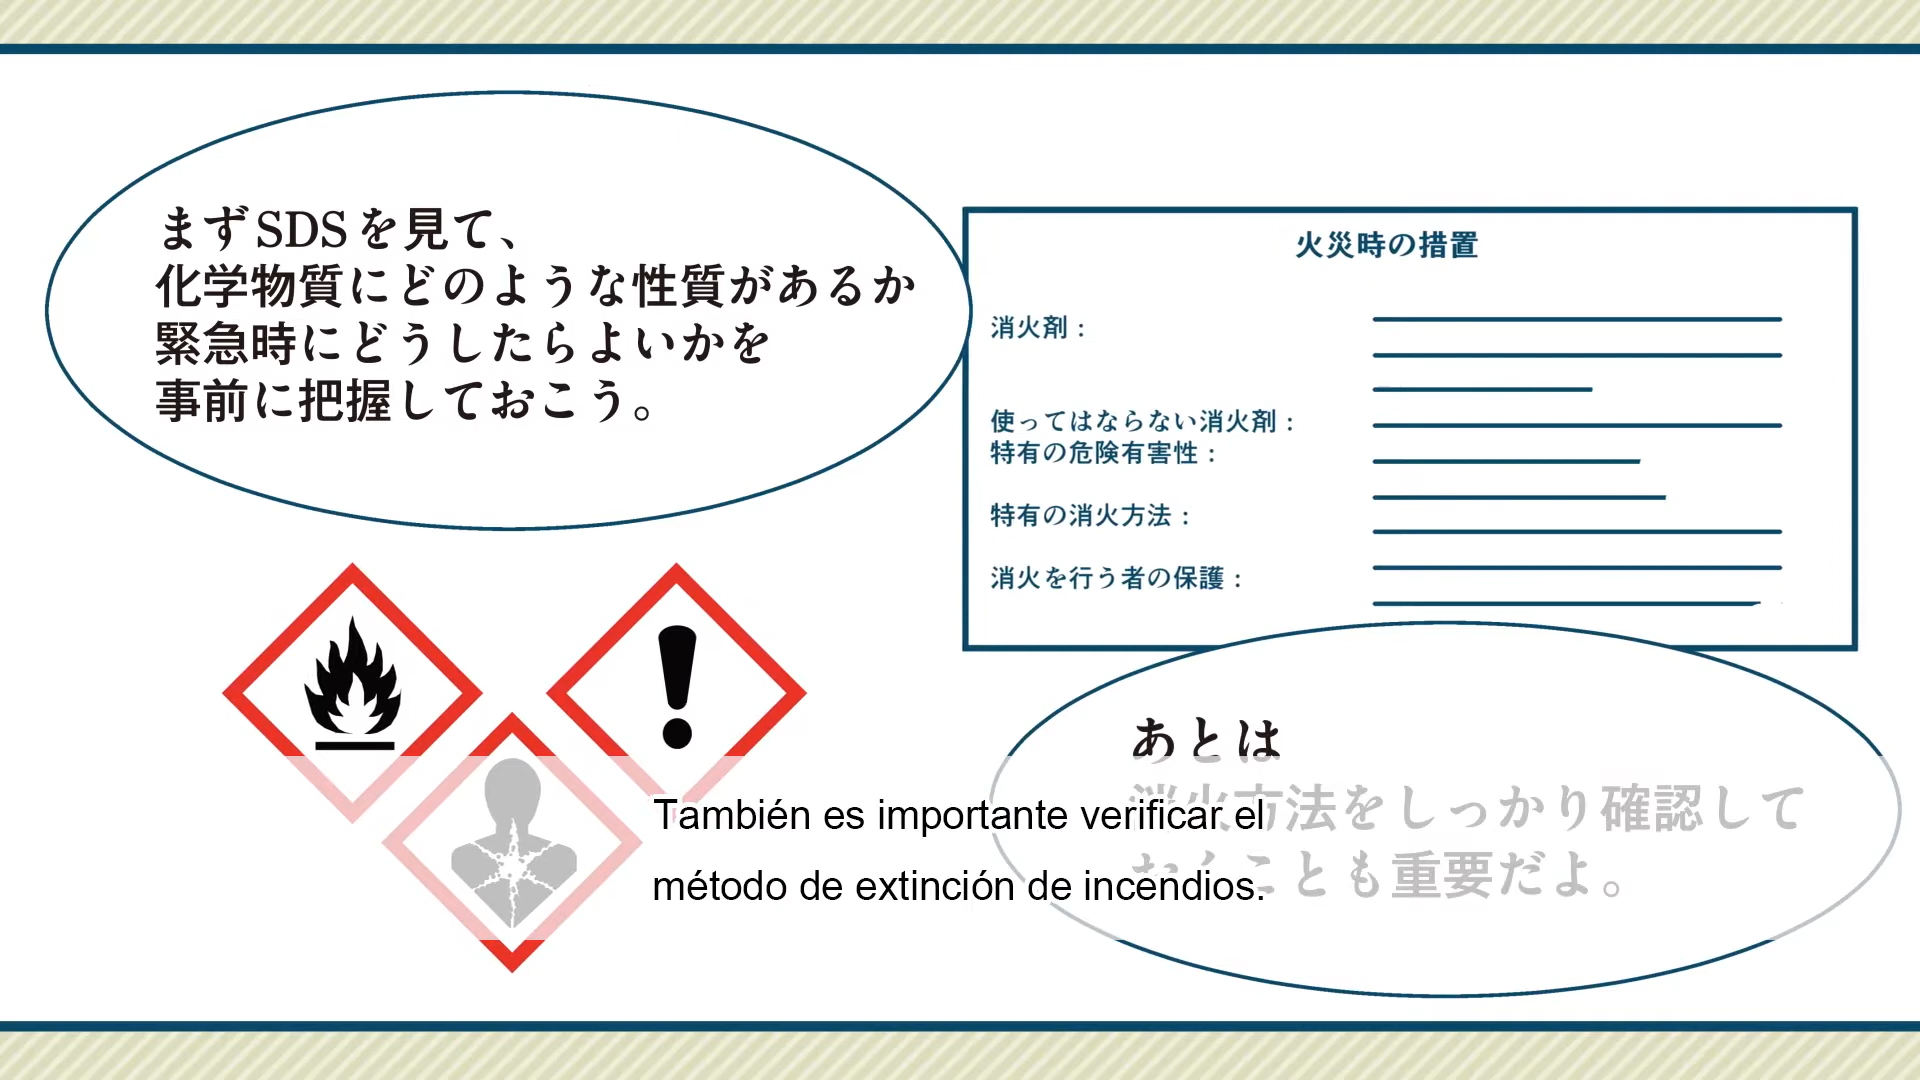 まずSDSを見て、
化学物質にどのような性質があるか
緊急時にどうしたらよいかを
事前に把握しておこう。
火災時の措置
消火剤：
使ってはならない消火剤：
特有の危険有害性：
特有の消火方法：
消火を行う者の保護：
あとは
消火方法をしっかり確認して
おくことも重要だよ。
También es importante verificar el
método de extinción de incendios.